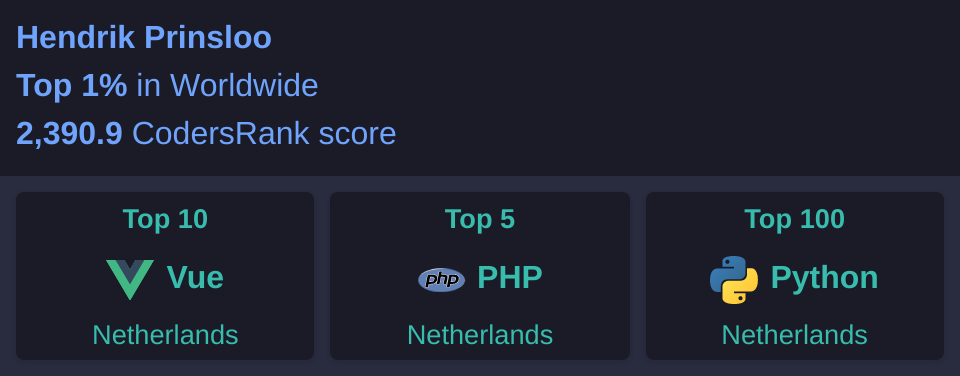 Hendrik Prinsloo
Top 1% in Worldwide
2,390.9 CodersRank score
Top 10
Vue
Netherlands
Top 5
php PHP
Netherlands
Top 100
Python
Netherlands